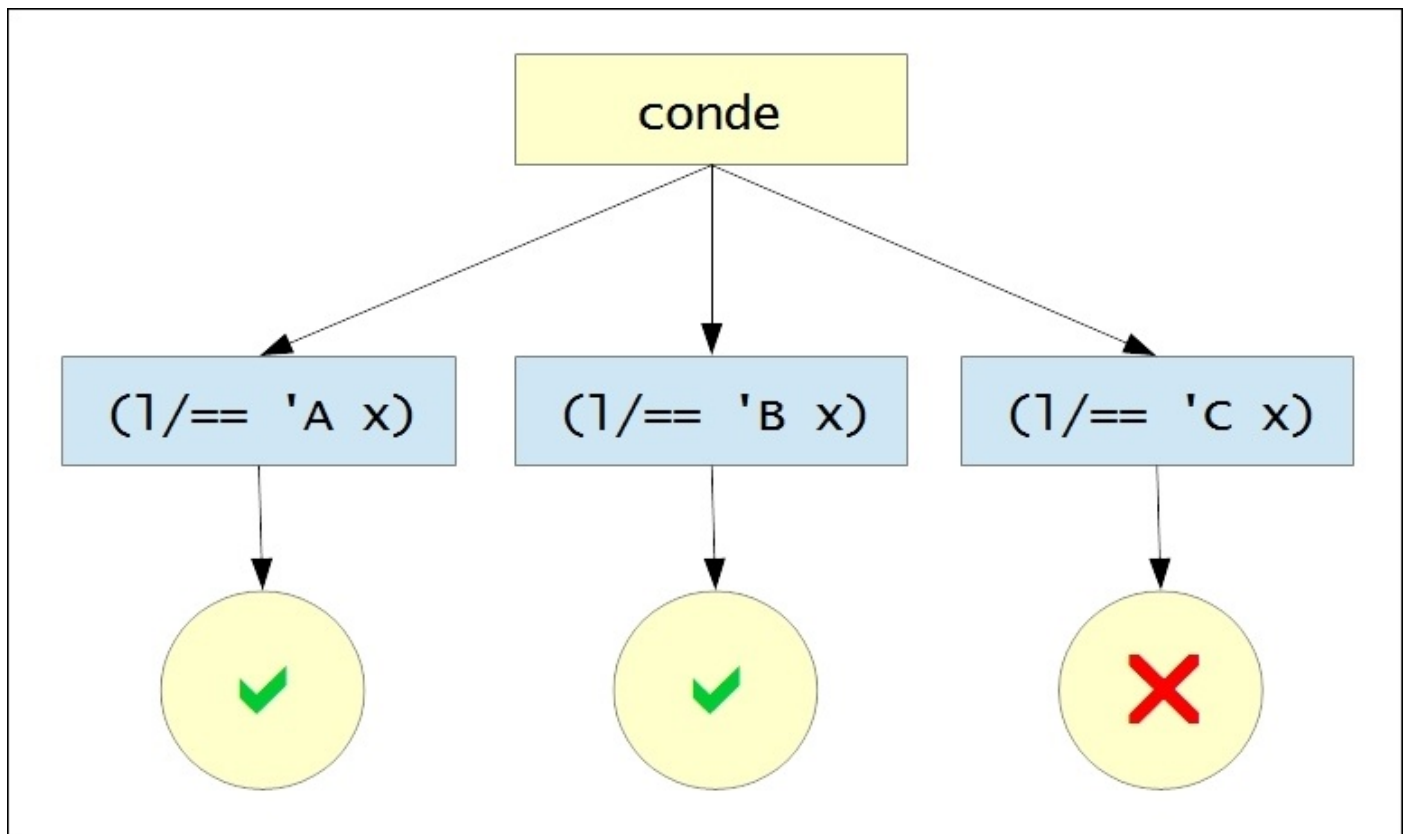 conde
(l/== 'A x)
(l/== 'B x)
(l/== 'C x)